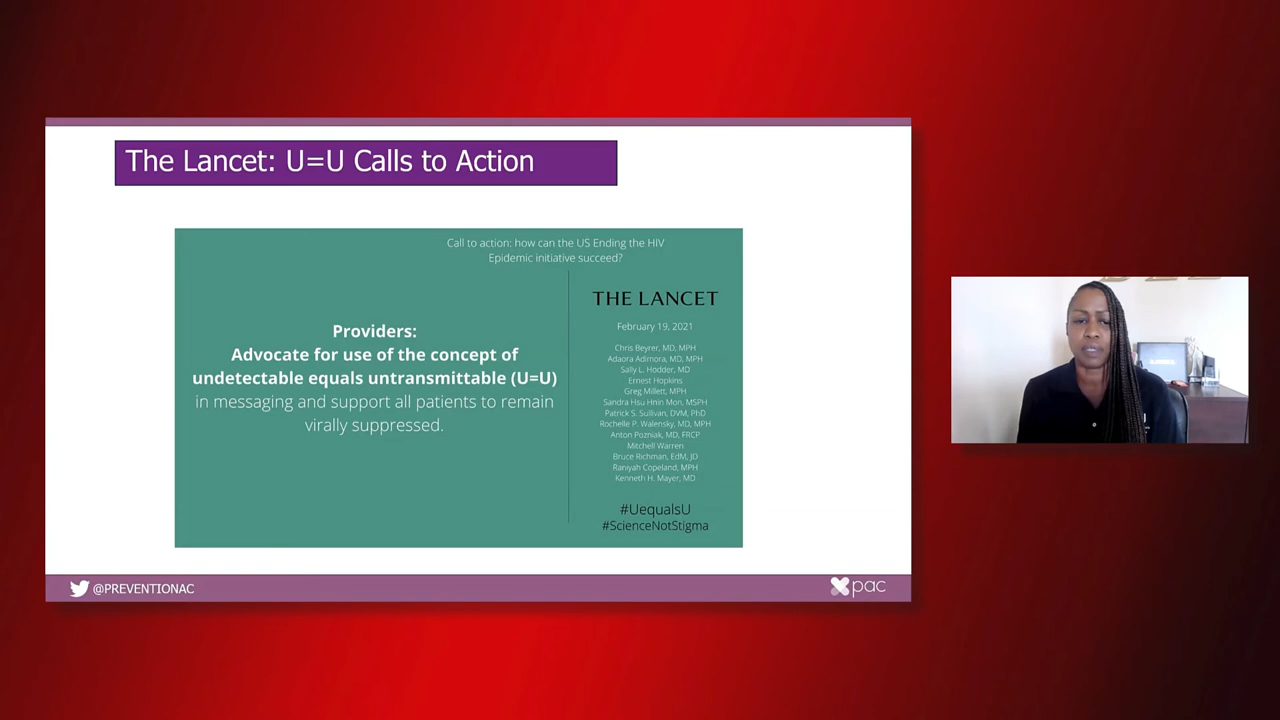 The Lancet: U=U Calls to Action
Call to action: how can the US Ending the HIV
Epidemic initiative succeed?
Providers:
Advocate for use of the concept of
undetectable equals untransmittable (U=U)
in messaging and support all patients to remain
virally suppressed.
THE LANCET
February 19, 2021
Chris Beyrer, MD, MPH
Adaora Adimora, MD, MPH
Sally L. Hodder, MD
Ernest Hopkins
Greg Millett, MPH
Sandra Hsu Hnin Mon, MSPH
Patrick S. Sullivan, DVM, PhD
Rochelle P. Walensky, MD, MPH
Anton Pozniak, MD, FRCP
Mitchell Warren
Bruce Richman, EdM, JD
Raniyah Copeland, MPH
Kenneth H. Mayer, MD
#UequalsU
#ScienceNotStigma
@PREVENTIONAC
pac